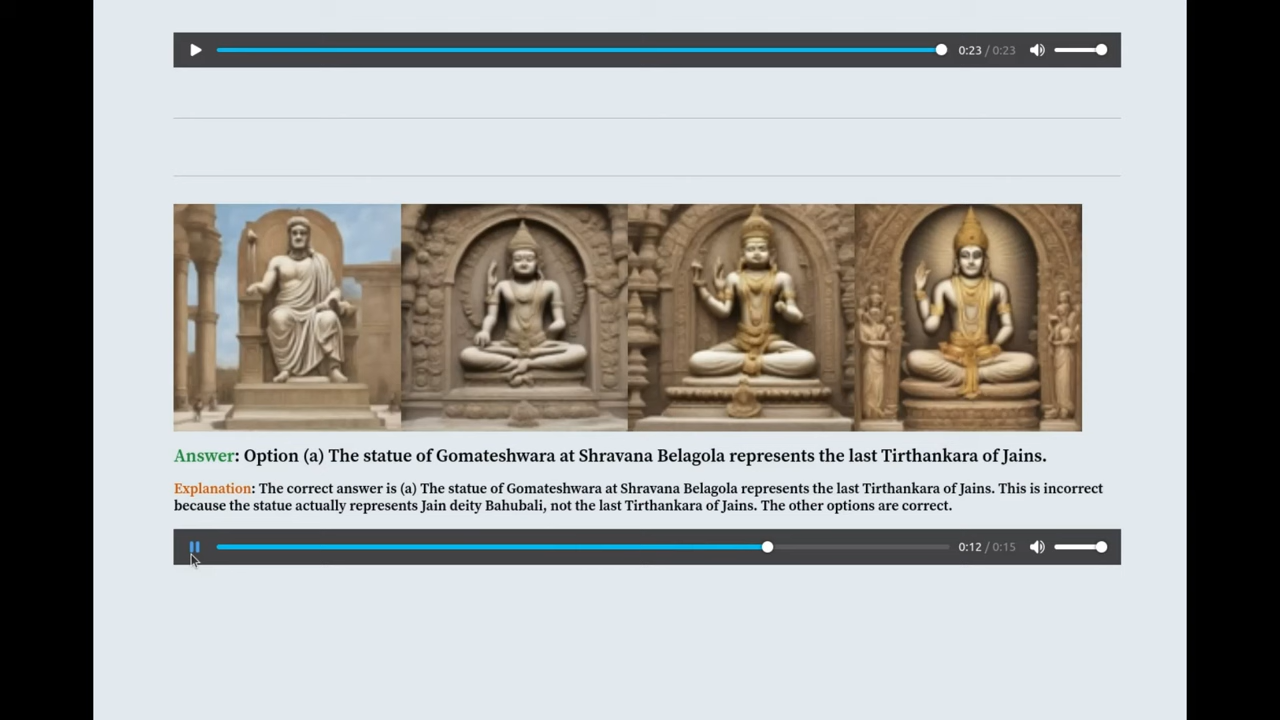 0:23 / 0:23
Answer: Option (a) The statue of Gomateshwara at Shravana Belagola represents the last Tirthankara of Jains.
Explanation: The correct answer is (a) The statue of Gomateshwara at Shravana Belagola represents the last Tirthankara of Jains. This is incorrect
because the statue actually represents Jain deity Bahubali, not the last Tirthankara of Jains. The other options are correct.
0:12 / 0:15